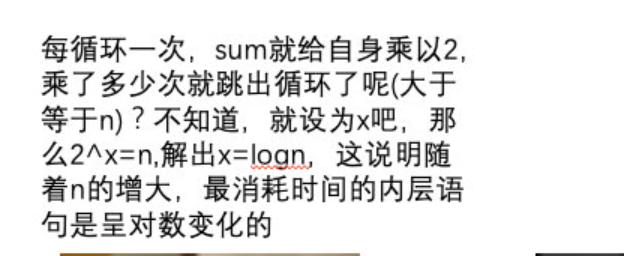 每循环一次，sum就给自身乘以2,
乘了多少次就跳出循环了呢(大于
等于n)？不知道，就设为x吧，那
么2^x=n,解出x=logn，这说明随
着n的增大，最消耗时间的内层语
句是呈对数变化的